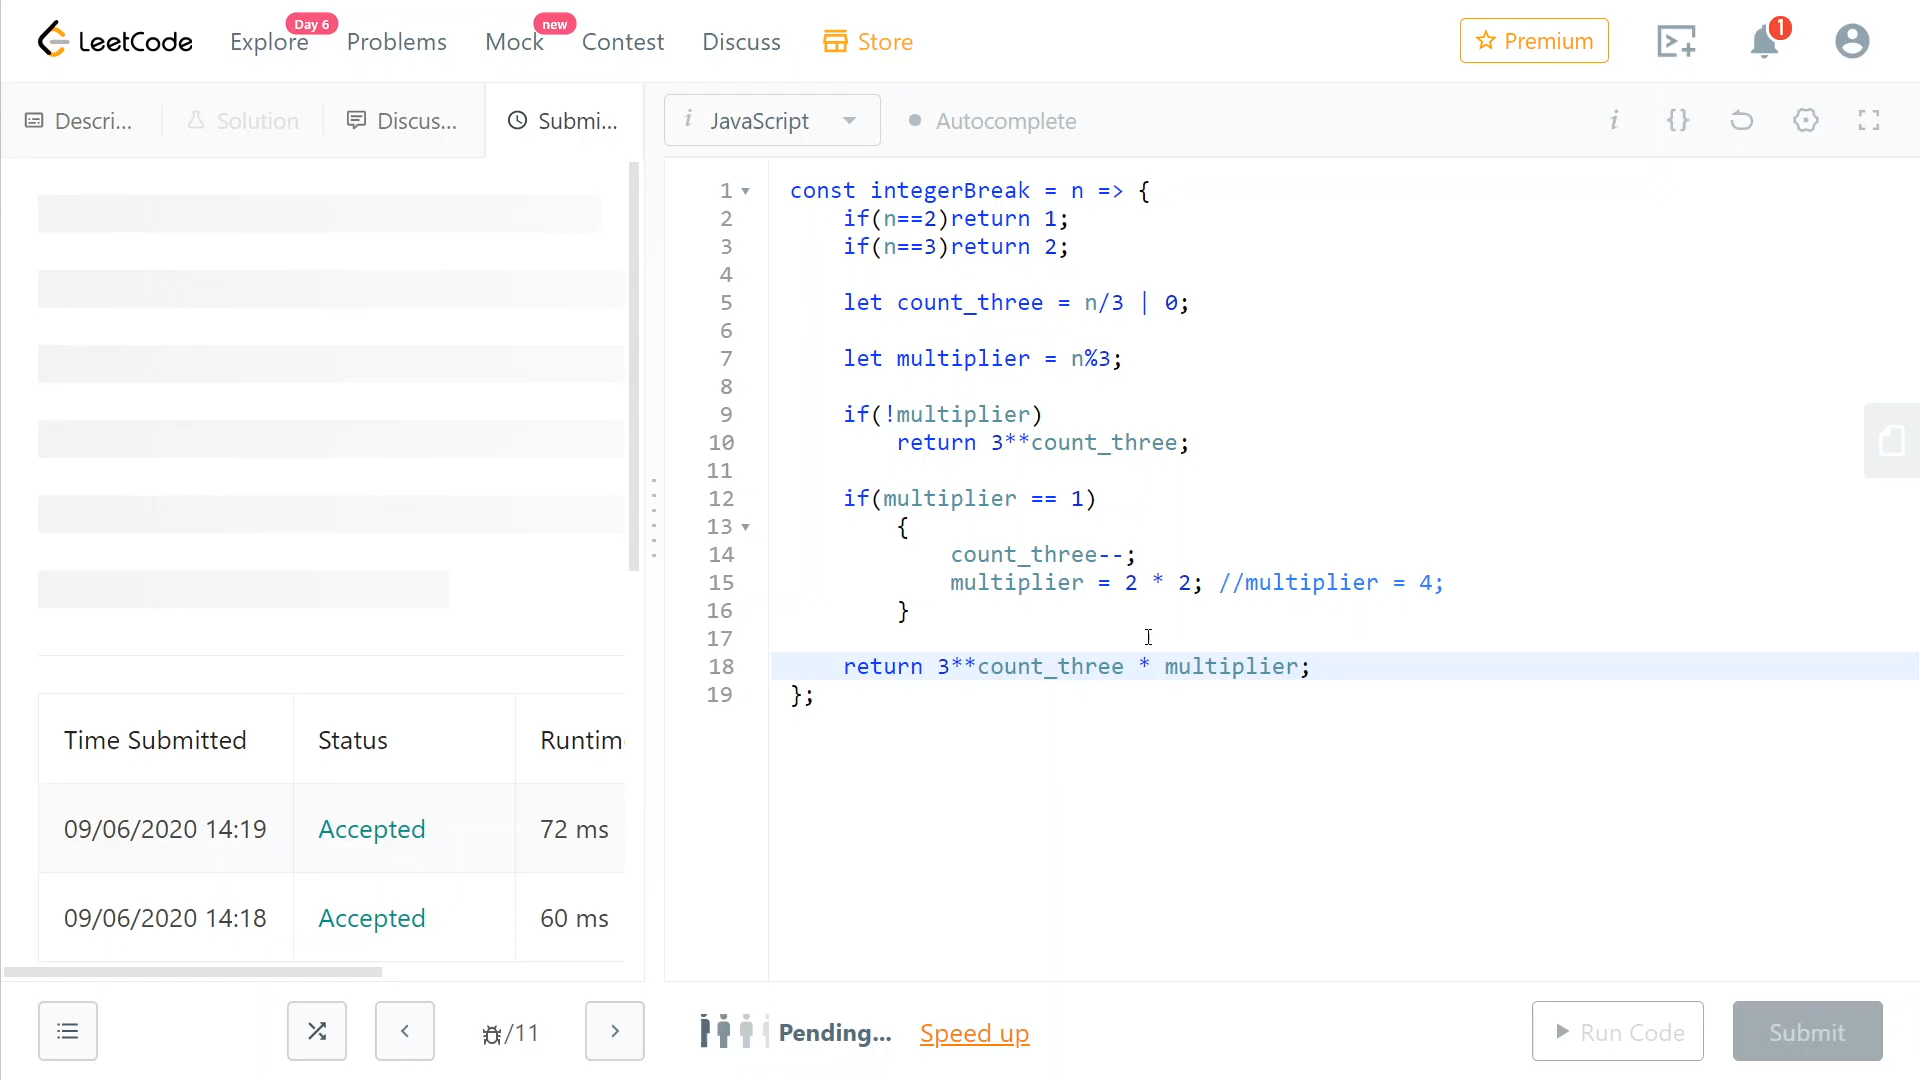 LeetCode
Explore
Day 6
Problems
Mock
new
Contest
Discuss
Store
Premium
1
Descri...
Solution
Discus...
Submi...
i
JavaScript
Autocomplete
i
{}
1 const integerBreak = n => {
2 if(n==2)return 1;
3 if(n==3)return 2;
4
5 let count_three = n/3 | 0;
6
7 let multiplier = n%3;
8
9 if(!multiplier)
10 return 3**count_three;
11
12 if(multiplier == 1)
13 {
14 count_three--;
15 multiplier = 2 * 2; //multiplier = 4;
16 }
17
18 return 3**count_three * multiplier;
19 };
Time Submitted Status Runtim
09/06/2020 14:19 Accepted 72 ms
09/06/2020 14:18 Accepted 60 ms
/11
Pending...
Speed up
Run Code
Submit